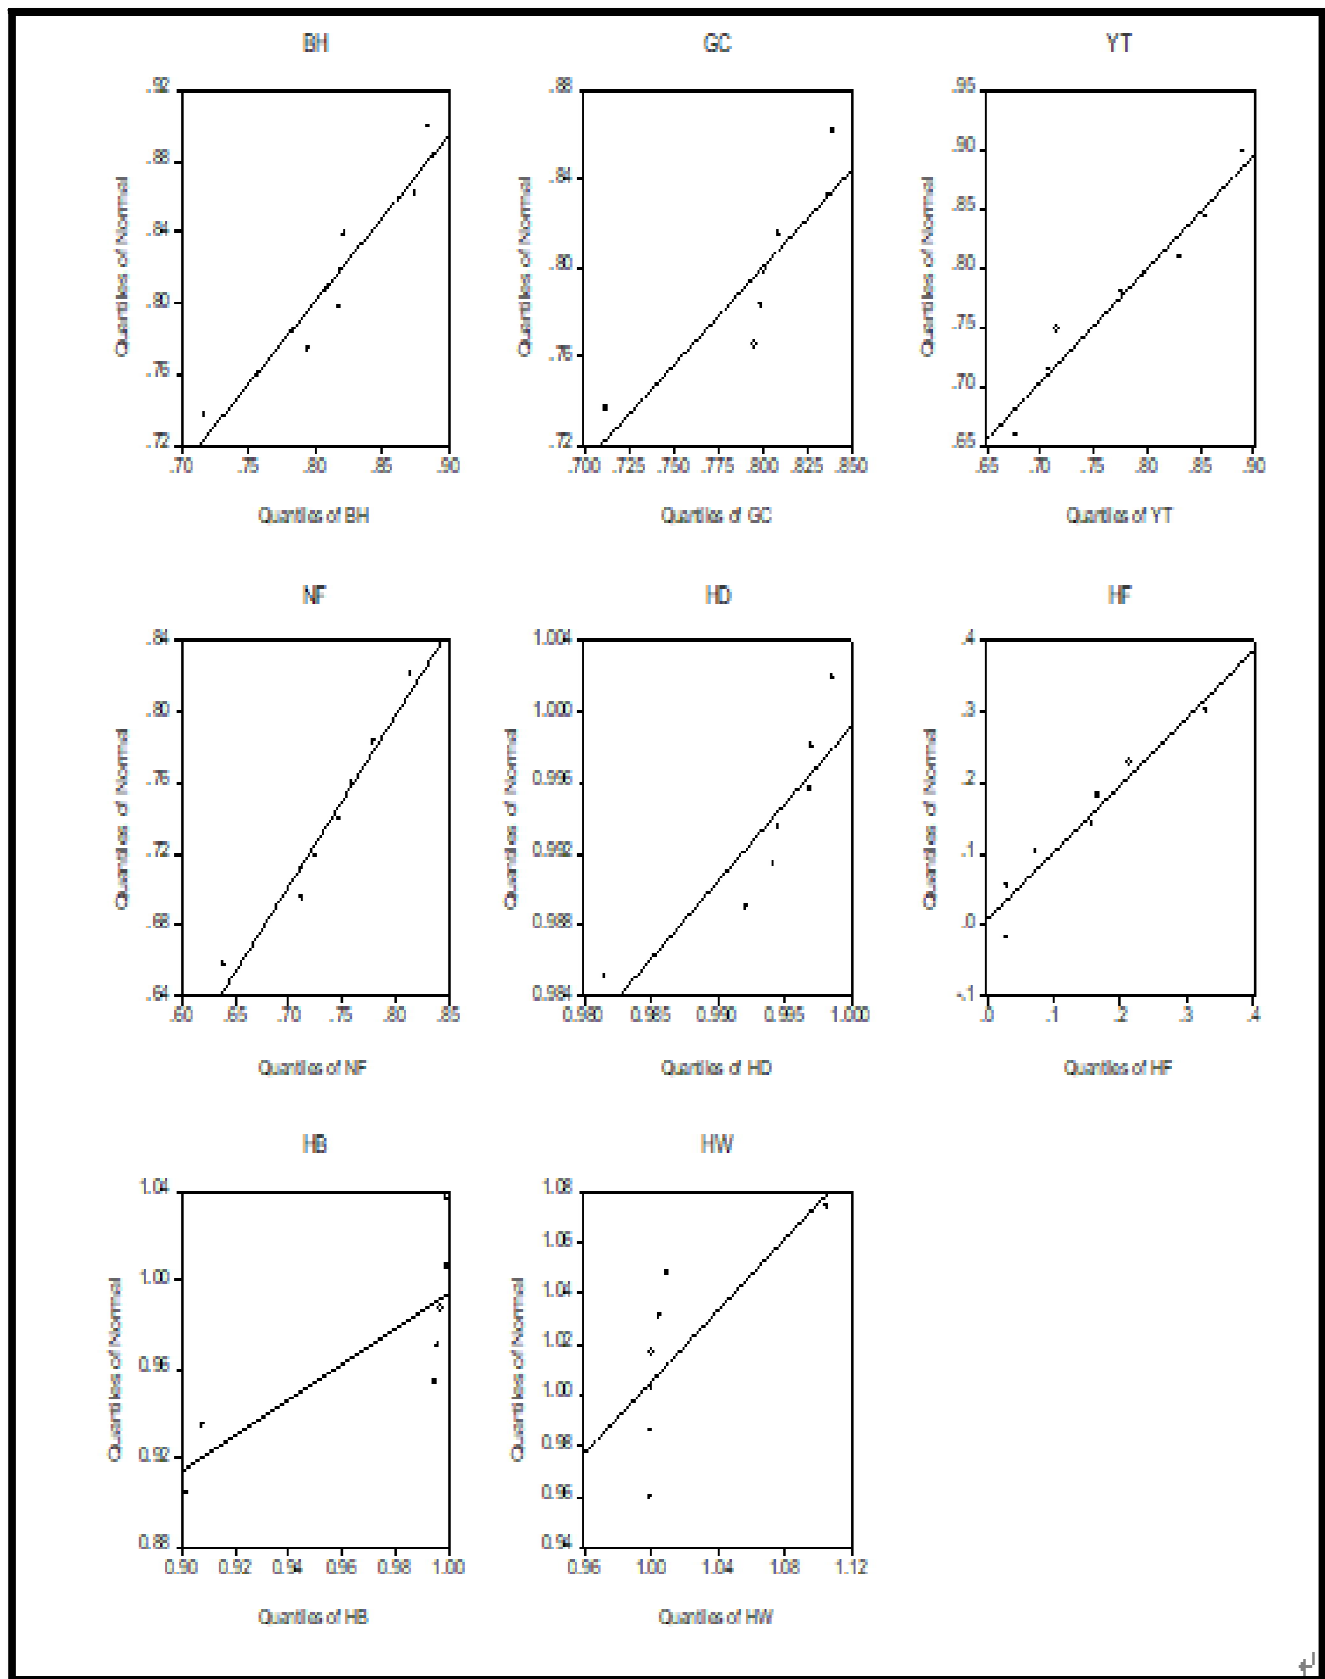 BH
GC
YT
.92
.88
.84
.80
.76
.72
Quantiles of Normal
.70 .75 .80 .85 .90
Quantiles of BH
.88
.84
.80
.76
.72
Quantiles of Normal
.700 .725 .750 .775 .800 .825 .850
Quantiles of GC
.95
.90
.85
.80
.75
.70
.65
Quantiles of Normal
.65 .70 .75 .80 .85 .90
Quantiles of YT
NF
HD
HF
.84
.80
.76
.72
.68
.64
Quantiles of Normal
.60 .65 .70 .75 .80 .85
Quantiles of NF
1.004
1.000
0.996
0.992
0.988
0.984
Quantiles of Normal
0.980 0.985 0.990 0.995 1.000
Quantiles of HD
.4
.3
.2
.1
.0
-.1
Quantiles of Normal
.0 .1 .2 .3 .4
Quantiles of HF
HB
HW
1.04
1.00
0.96
0.92
0.88
Quantiles of Normal
0.90 0.92 0.94 0.96 0.98 1.00
Quantiles of HB
1.08
1.06
1.04
1.02
1.00
0.98
0.96
0.94
Quantiles of Normal
0.96 1.00 1.04 1.08 1.12
Quantiles of HW